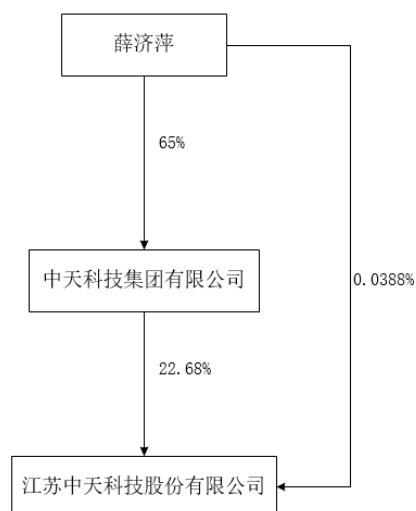 薛济萍
65%
中天科技集团有限公司
0.0388%
22.68%
江苏中天科技股份有限公司